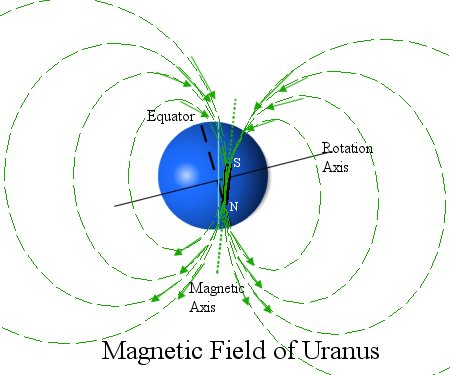 Equator
Rotation
Axis
S
N
Magnetic
Axis
Magnetic Field of Uranus